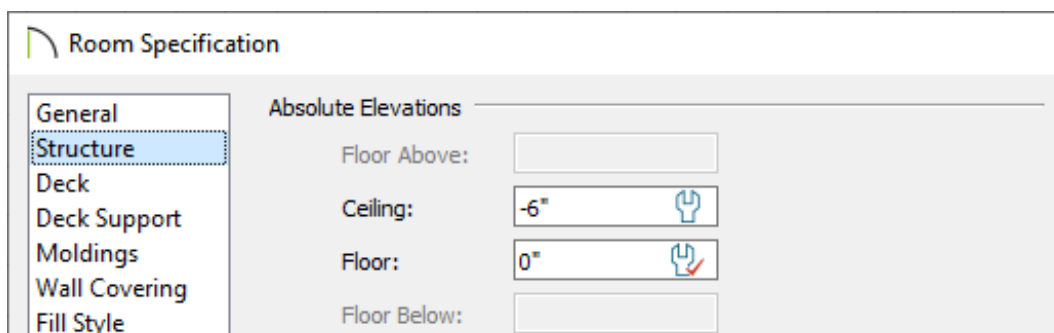 Room Specification
General
Structure
Deck
Deck Support
Moldings
Wall Covering
Fill Style
Absolute Elevations
Floor Above:
Ceiling: -6"
Floor: 0"
Floor Below: